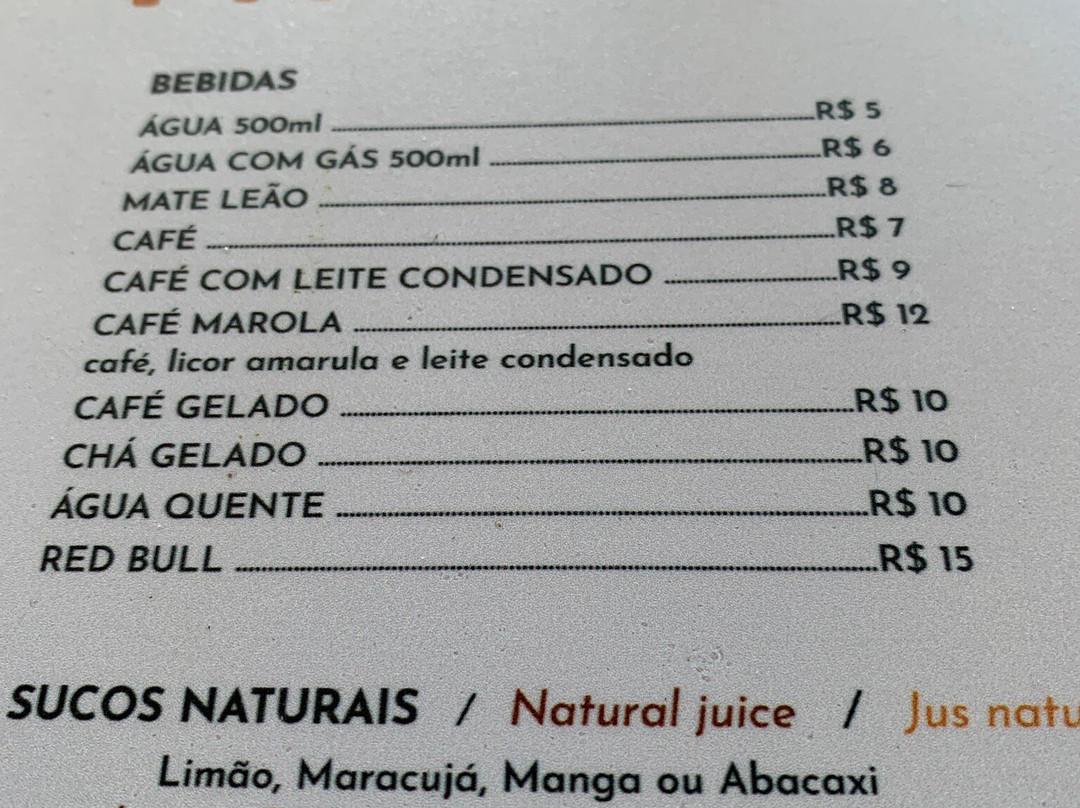 BEBIDAS
ÁGUA 500ml ..... R$ 5
ÁGUA COM GÁS 500ml ..... R$ 6
MATE LEÃO ..... R$ 8
CAFÉ ..... R$ 7
CAFÉ COM LEITE CONDENSADO ..... R$ 9
CAFÉ MAROLA ..... R$ 12
café, licor amarula e leite condensado
CAFÉ GELADO ..... R$ 10
CHÁ GELADO ..... R$ 10
ÁGUA QUENTE ..... R$ 10
RED BULL ..... R$ 15
SUCOS NATURAIS / Natural juice / Jus natu
Limão, Maracujá, Manga ou Abacaxi